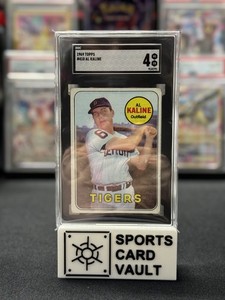 1969 TOPPS
#410 AL KALINE
4
AL
KALINE
Outfield
TIGERS
SPORTS
CARD
VAULT